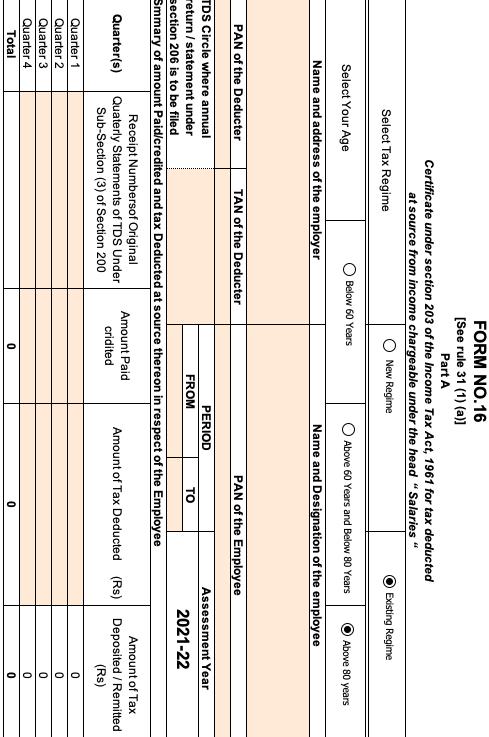 FORM NO.16
[See rule 31 (1) (a)]
Part A
Certificate under section 203 of the Income Tax Act, 1961 for tax deducted
at source from income chargeable under the head “ Salaries “
Select Tax Regime
New Regime
Existing Regime
Select Your Age
Below 60 Years
Above 60 Years and Below 80 Years
Above 80 years
Name and address of the employer
Name and Designation of the employee
PAN of the Deducter
TAN of the Deducter
PAN of the Employee
TDS Circle where annual
return / statement under
section 206 is to be filed
PERIOD
FROM
TO
Assessment Year
2021-22
Smmary of amount Paid/credited and tax Deducted at source thereon in respect of the Employee
Quarter(s)
Receipt Numbersof Original
Quaterly Statements of TDS Under
Sub-Section (3) of Section 200
Amount Paid
cridited
Amount of Tax Deducted (Rs)
Amount of Tax
Deposited / Remitted
(Rs)
Quarter 1 0
Quarter 2 0
Quarter 3 0
Quarter 4 0
Total 0 0 0